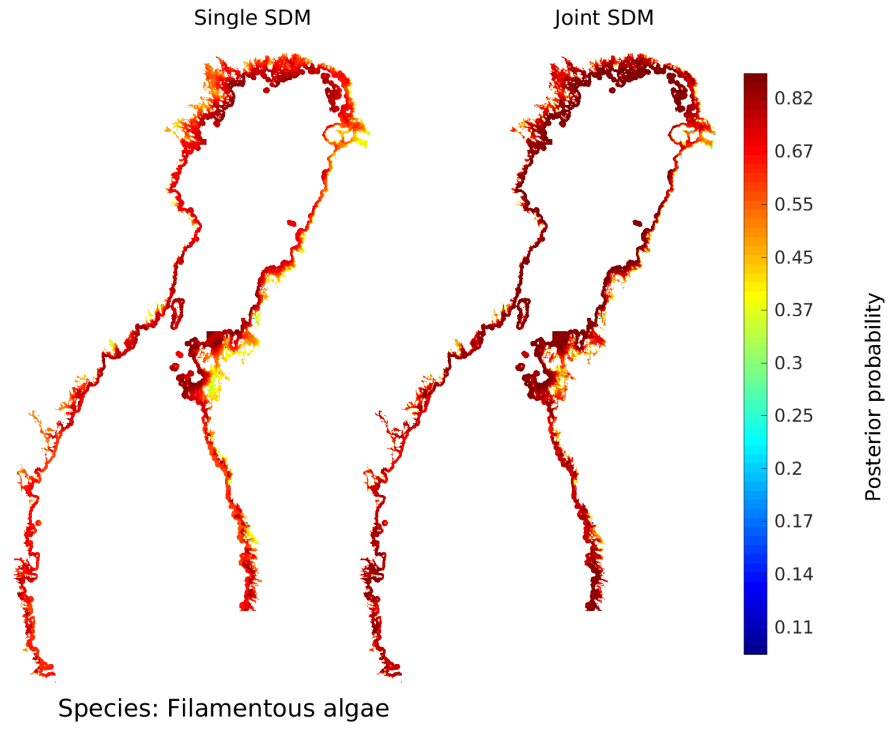 Single SDM
Joint SDM
0.82
0.67
0.55
0.45
0.37
0.3
0.25
0.2
0.17
0.14
0.11
Posterior probability
Species: Filamentous algae